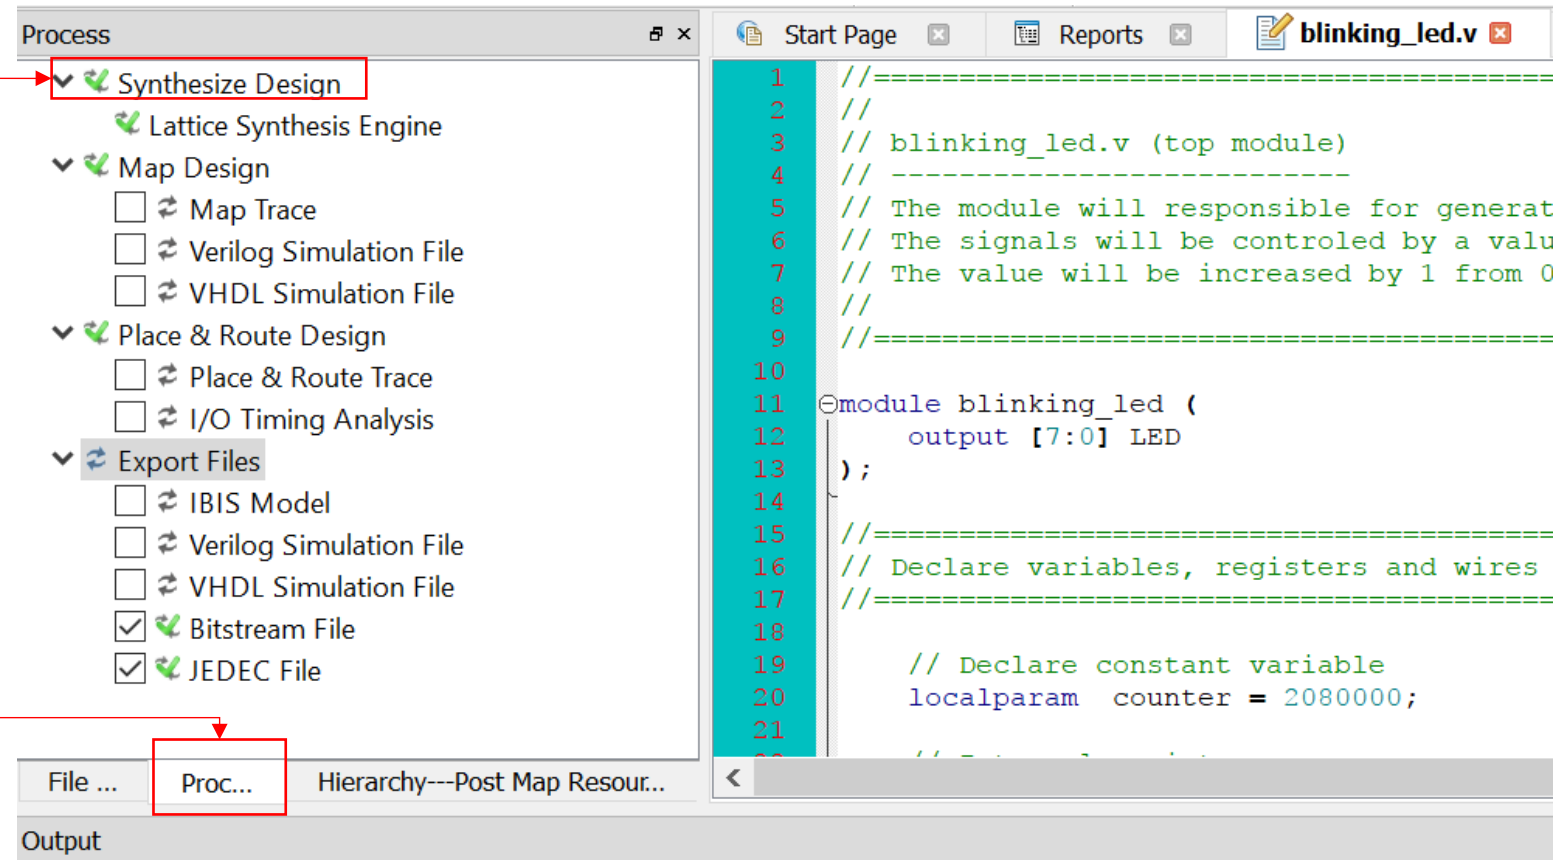 Process
Synthesize Design
Lattice Synthesis Engine
Map Design
Map Trace
Verilog Simulation File
VHDL Simulation File
Place & Route Design
Place & Route Trace
I/O Timing Analysis
Export Files
IBIS Model
Verilog Simulation File
VHDL Simulation File
Bitstream File
JEDEC File
File ... Proc... Hierarchy---Post Map Resour...
Output
Start Page Reports blinking_led.v
1 //========================================
2 //
3 // blinking_led.v (top module)
4 // ---------------------------
5 // The module will responsible for generat
6 // The signals will be controled by a valu
7 // The value will be increased by 1 from 0
8 //
9 //========================================
10
11 module blinking_led (
12 output [7:0] LED
13 );
14
15 //========================================
16 // Declare variables, registers and wires
17 //========================================
18
19 // Declare constant variable
20 localparam counter = 2080000;
21